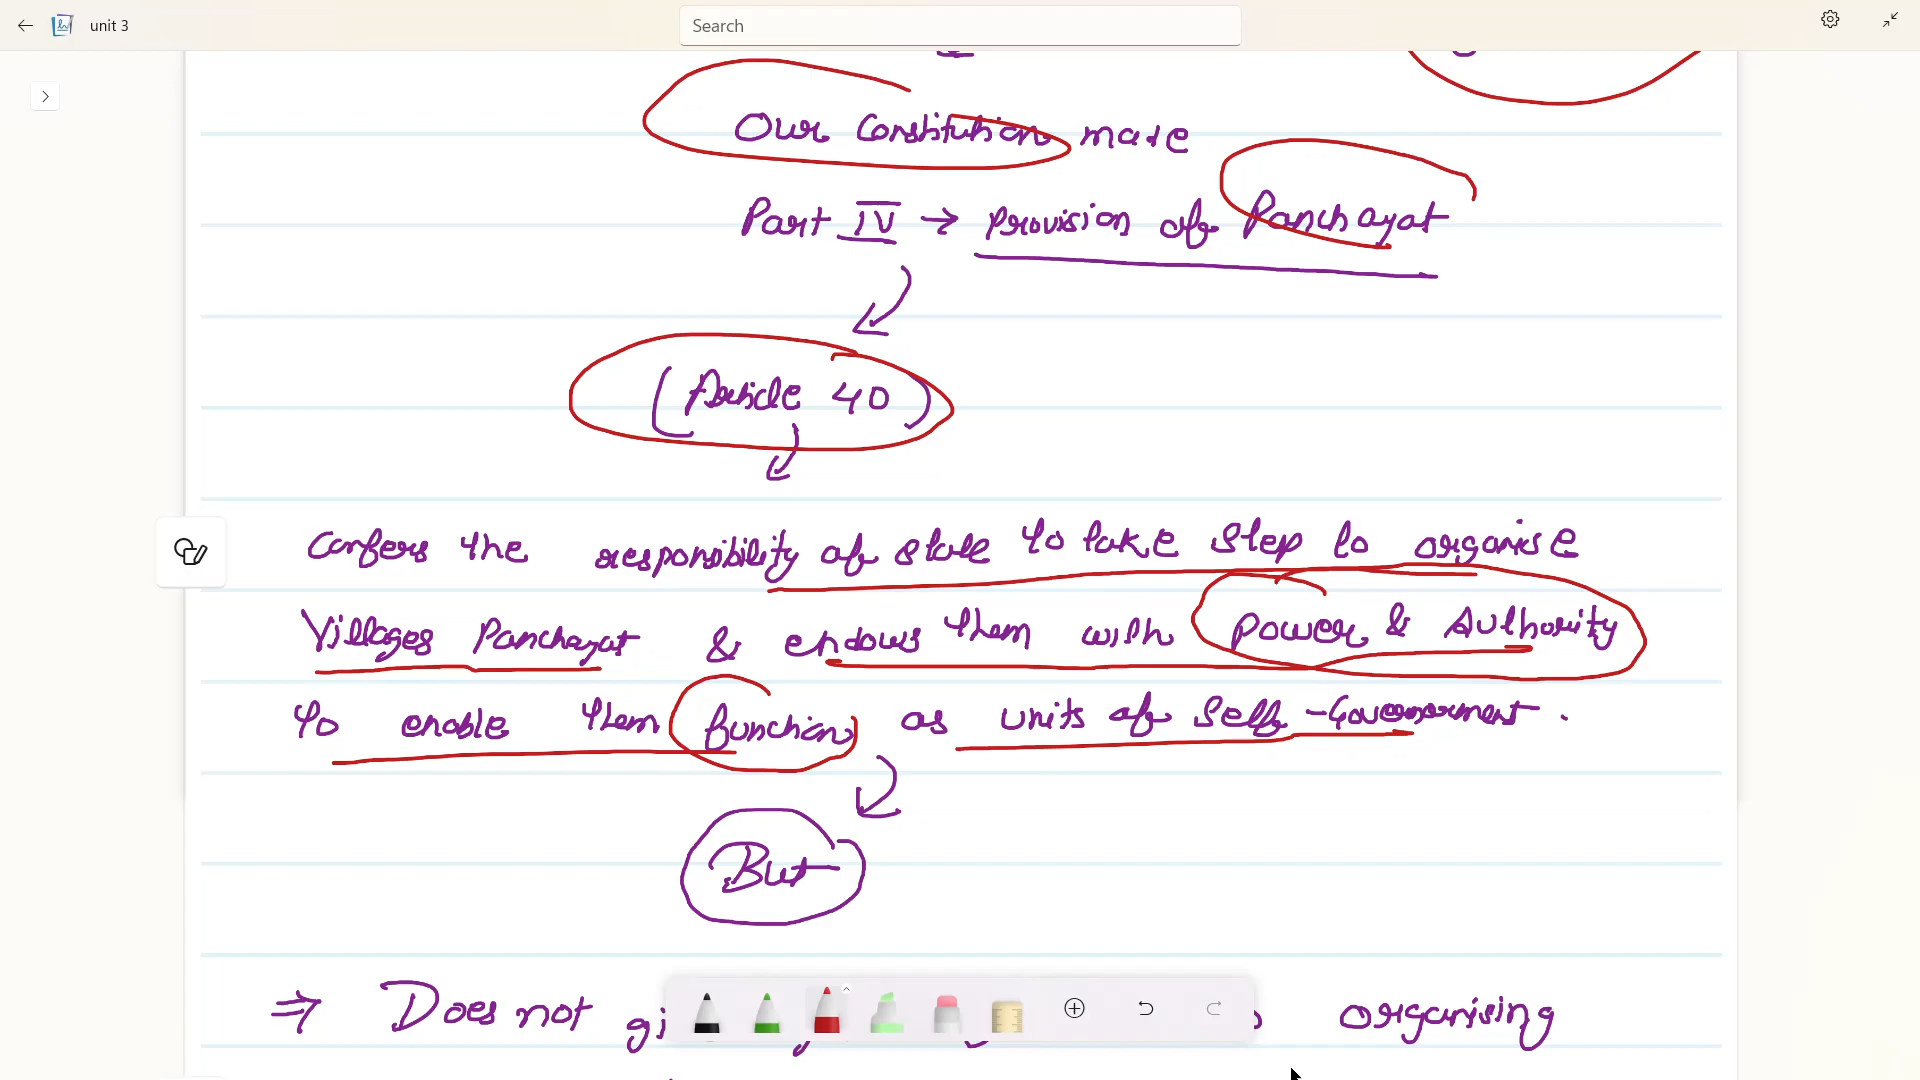 unit 3
Search
Our Constitution made
Part IV → Provision of Panchayat
(Article 40)
Confers the responsibility of state to take step to organise
Villages Panchayat & endows them with Power & Authority
to enable them function as units of Self-Government.
But
⇒ Does not organising